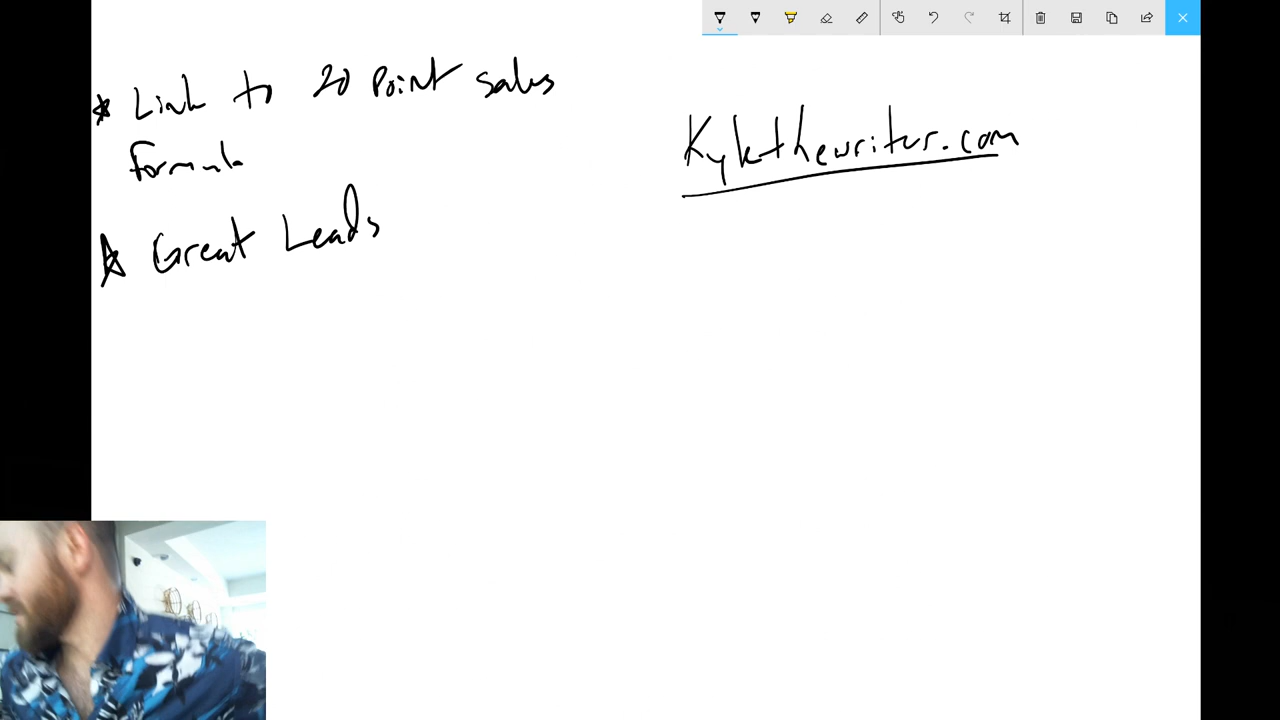 * Link to 20 Point sales
formula
* Great Leads
Kylethewriter.com